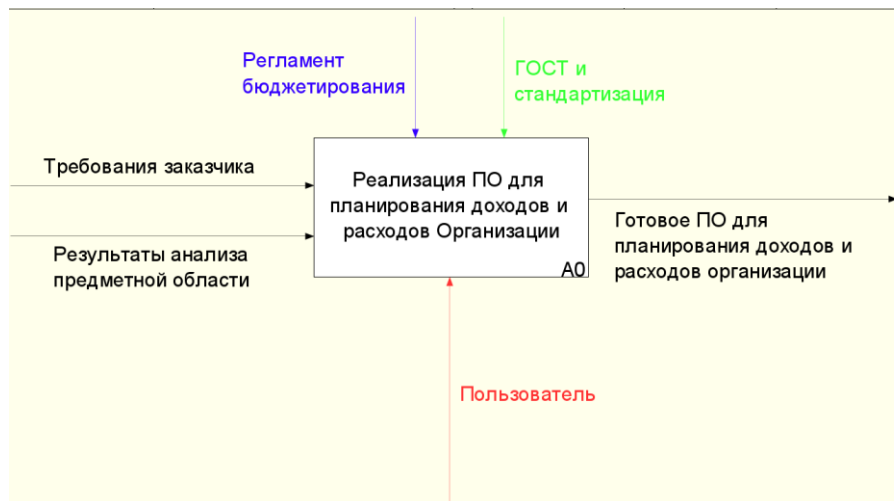 Регламент
бюджетирования
ГОСТ и
стандартизация
Требования заказчика
Реализация ПО для
планирования доходов и
расходов Организации
A0
Результаты анализа
предметной области
Готовое ПО для
планирования доходов и
расходов организации
Пользователь